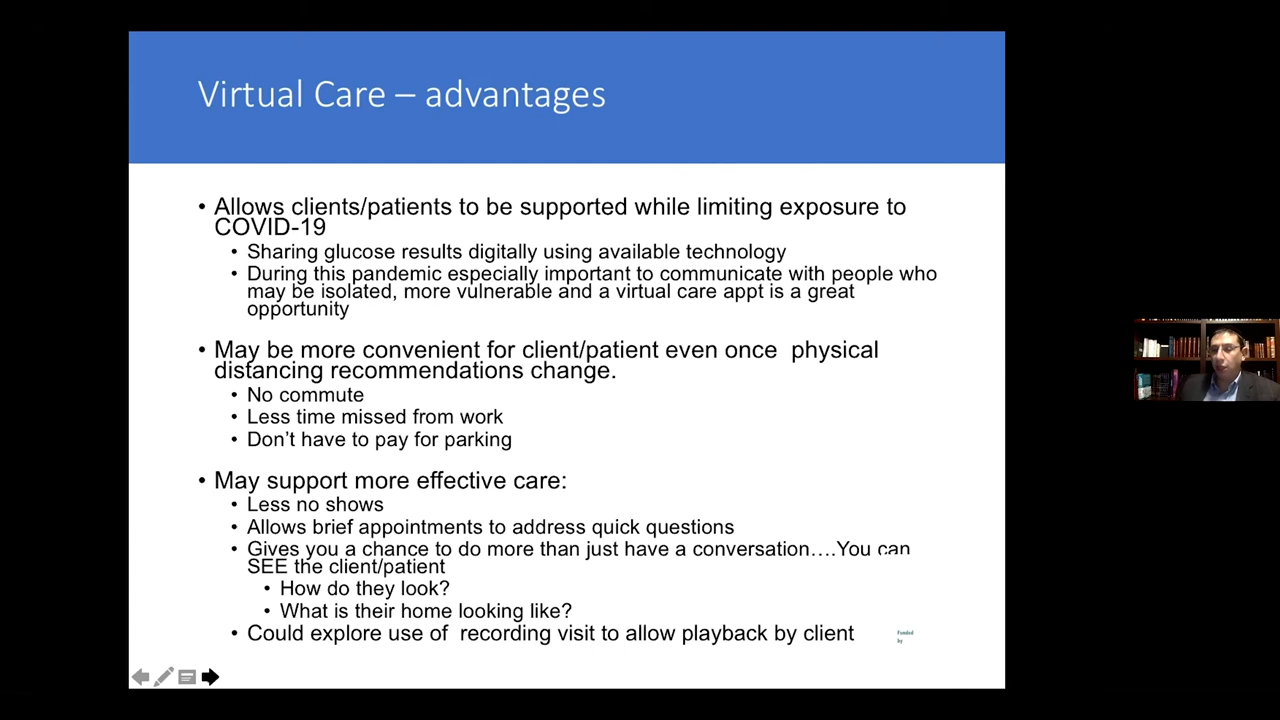 Virtual Care – advantages
• Allows clients/patients to be supported while limiting exposure to
COVID-19
• Sharing glucose results digitally using available technology
• During this pandemic especially important to communicate with people who
may be isolated, more vulnerable and a virtual care appt is a great
opportunity
• May be more convenient for client/patient even once  physical
distancing recommendations change.
• No commute
• Less time missed from work
• Don’t have to pay for parking
• May support more effective care:
• Less no shows
• Allows brief appointments to address quick questions
• Gives you a chance to do more than just have a conversation….You can
SEE the client/patient
• How do they look?
• What is their home looking like?
• Could explore use of  recording visit to allow playback by client
Funded
by